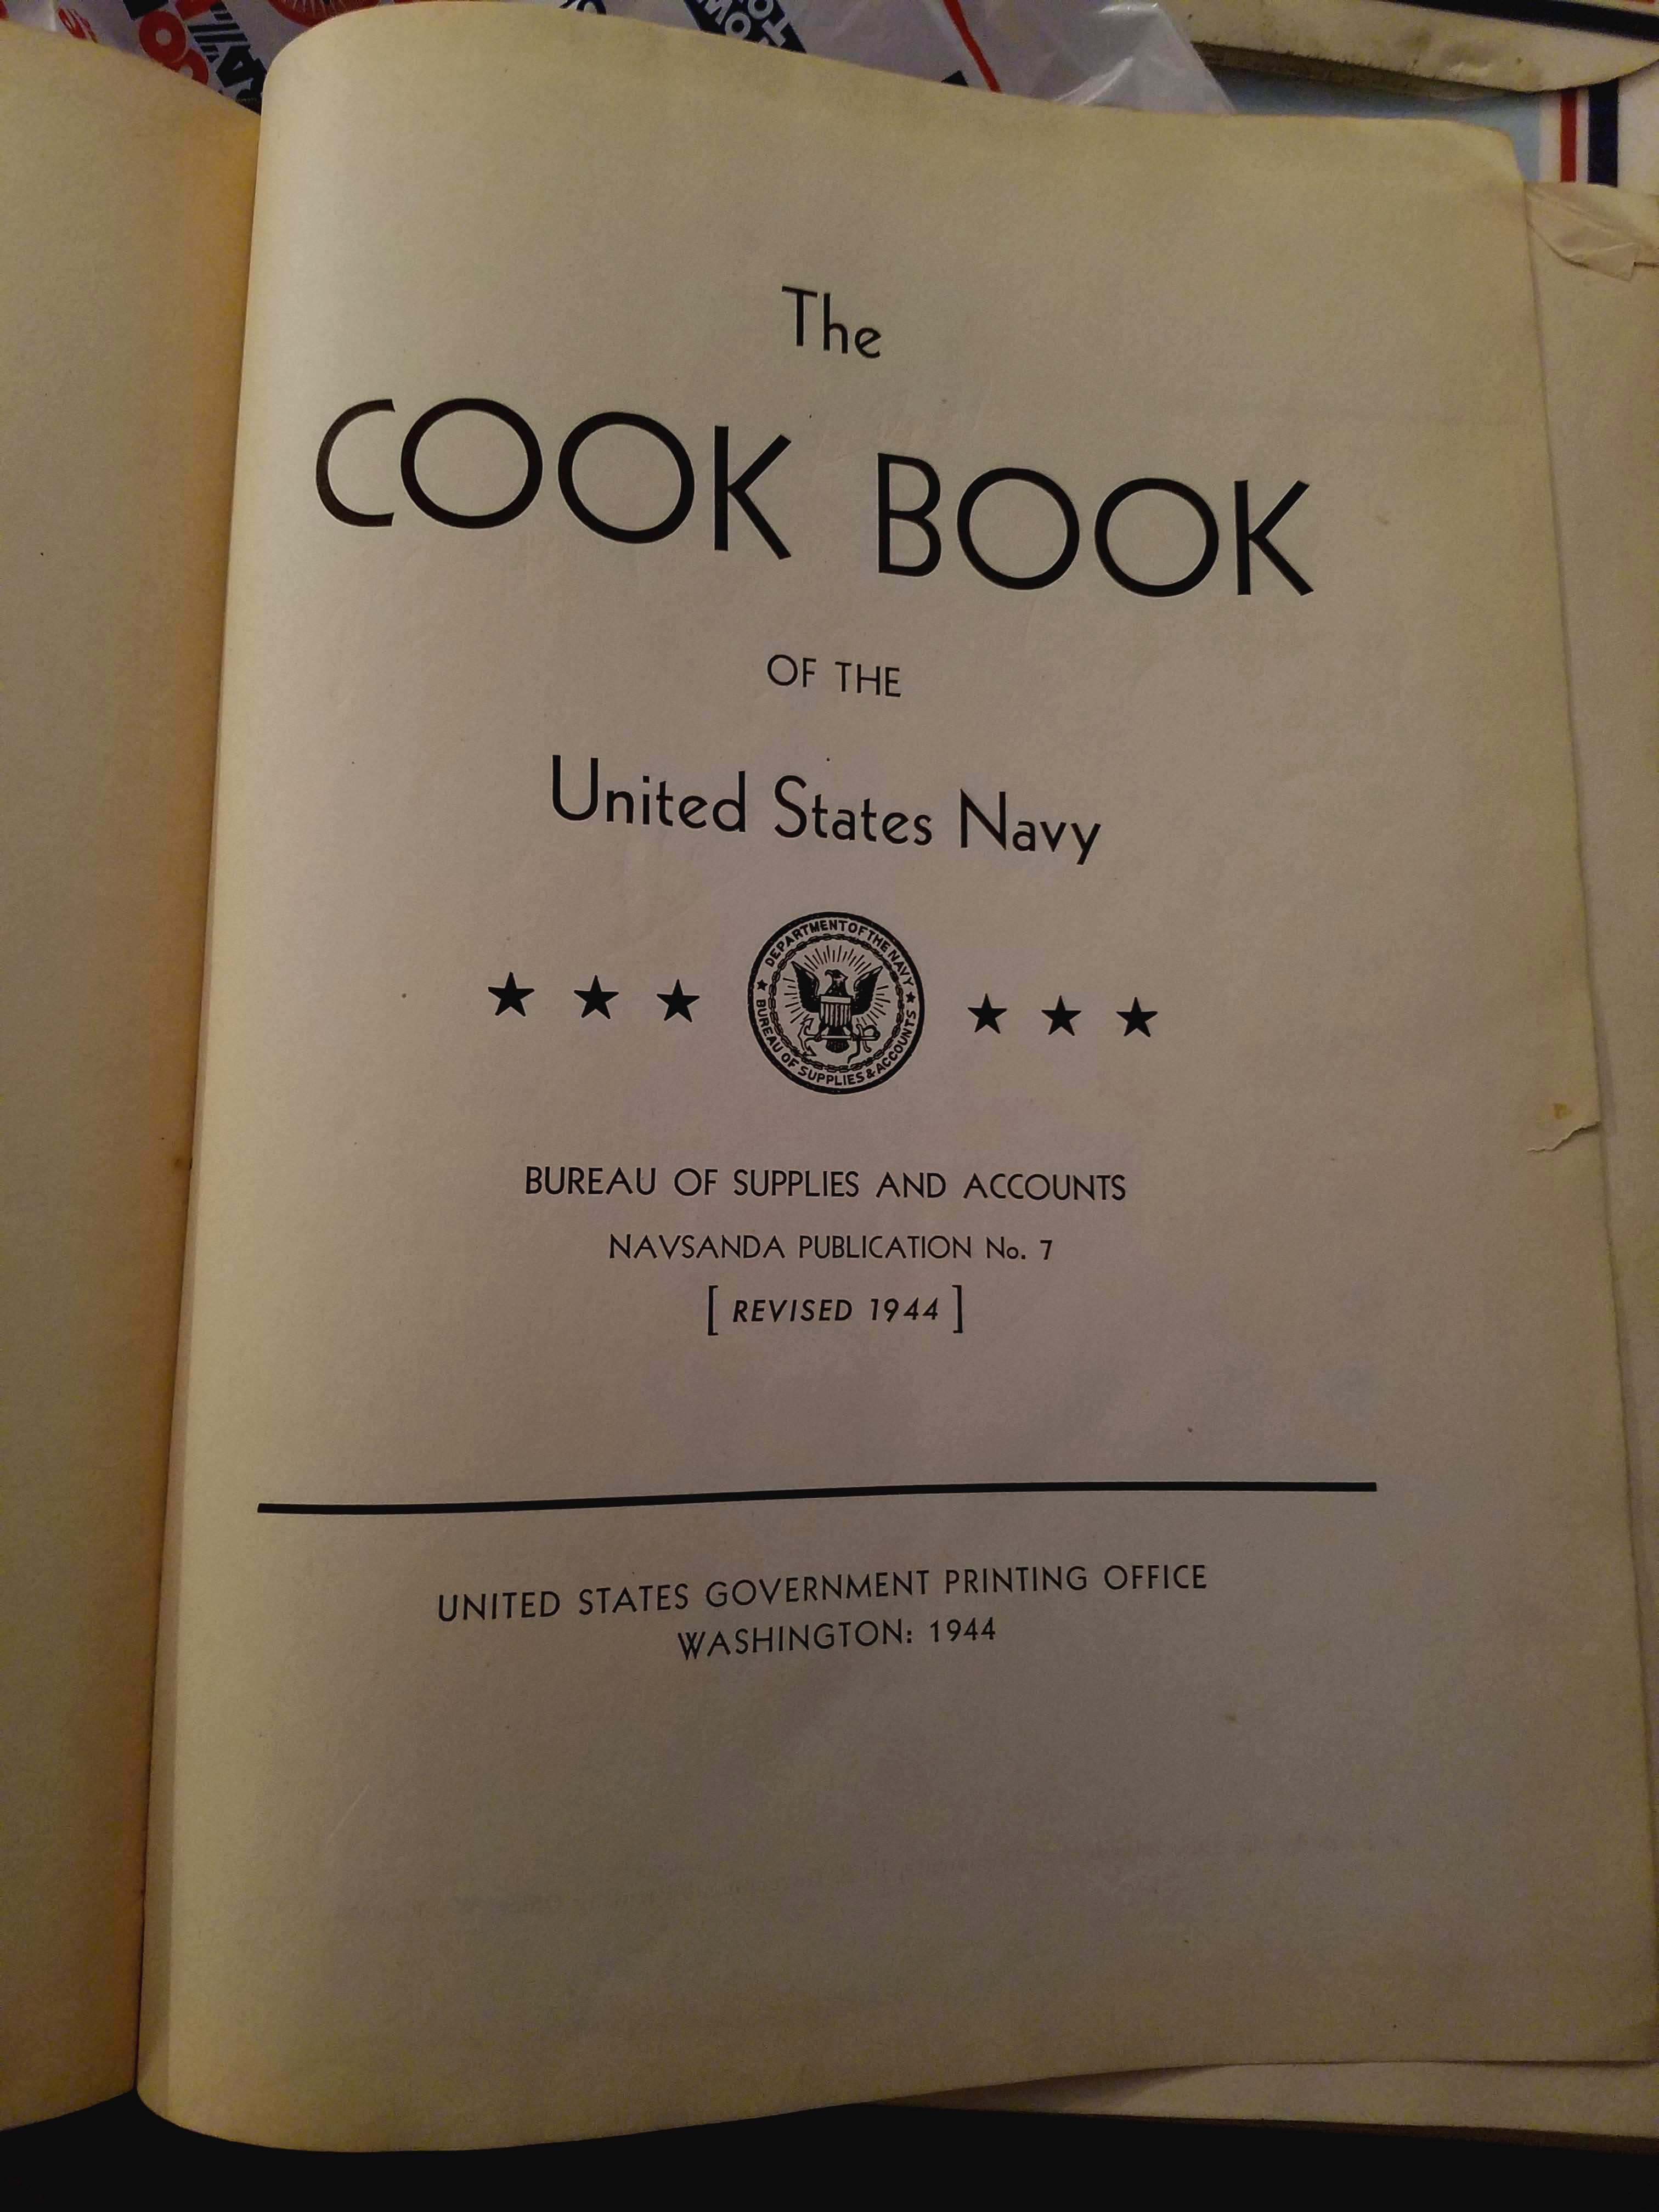 The
COOK BOOK
OF THE
United States Navy
DEPARTMENT OF THE NAVY
BUREAU OF SUPPLIES & ACCOUNTS
BUREAU OF SUPPLIES AND ACCOUNTS
NAVSANDA PUBLICATION No. 7
[ REVISED 1944 ]
UNITED STATES GOVERNMENT PRINTING OFFICE
WASHINGTON: 1944